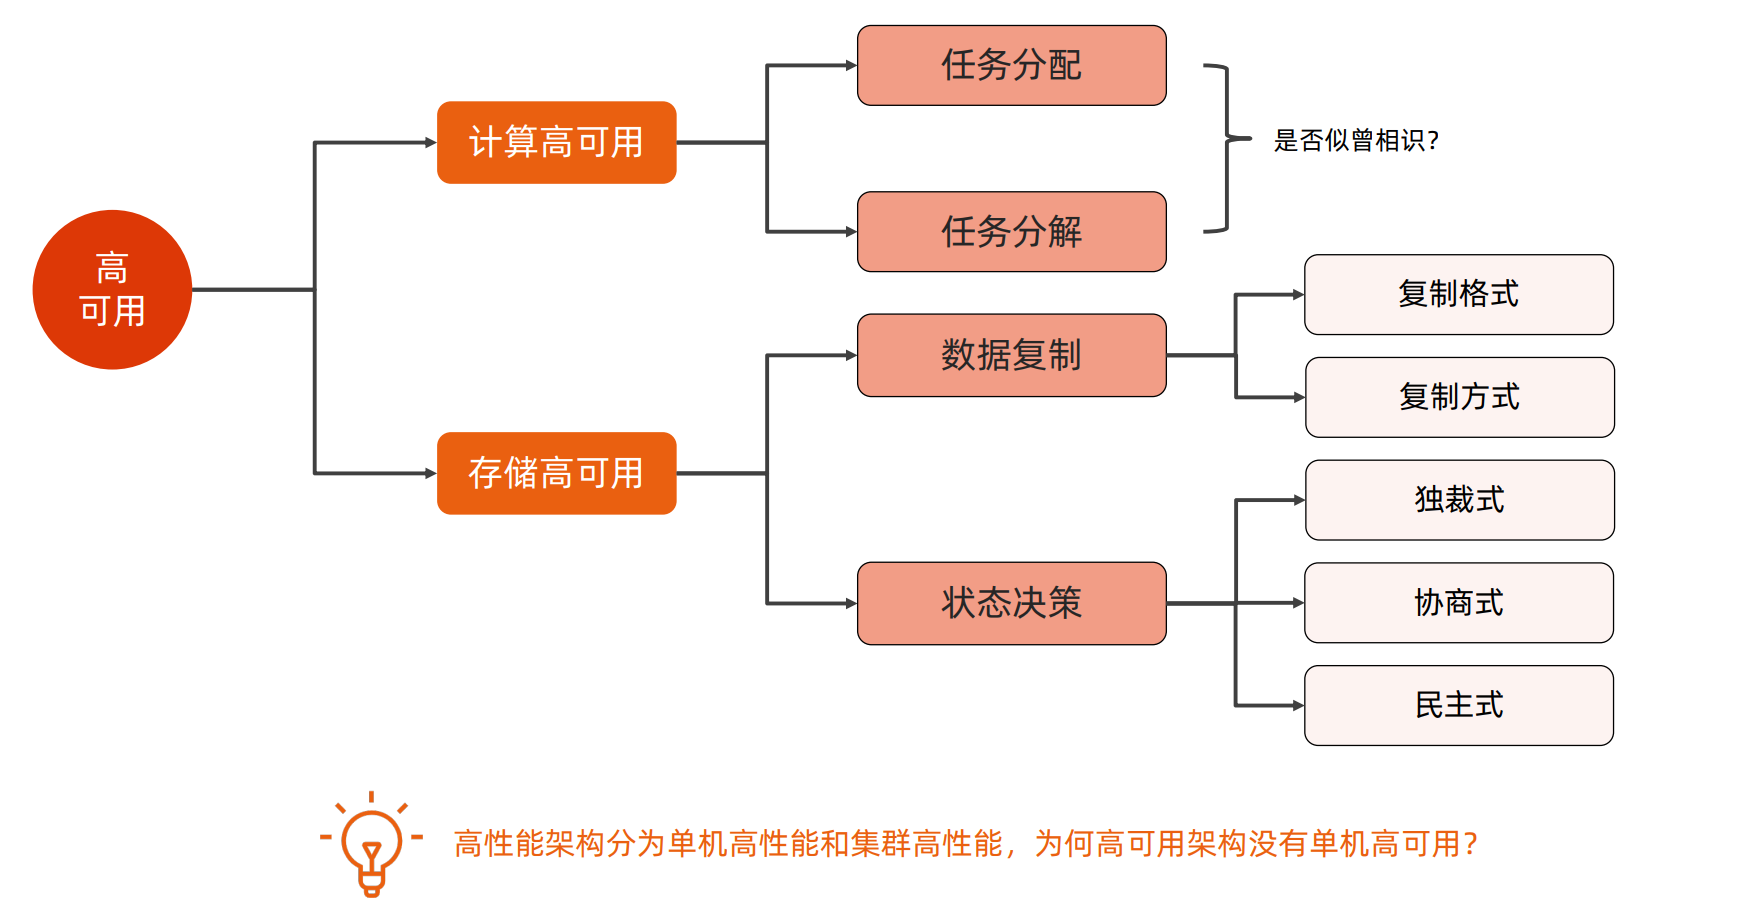 高
可用
计算高可用
存储高可用
任务分配
任务分解
是否似曾相识?
数据复制
复制格式
复制方式
状态决策
独裁式
协商式
民主式
高性能架构分为单机高性能和集群高性能，为何高可用架构没有单机高可用?